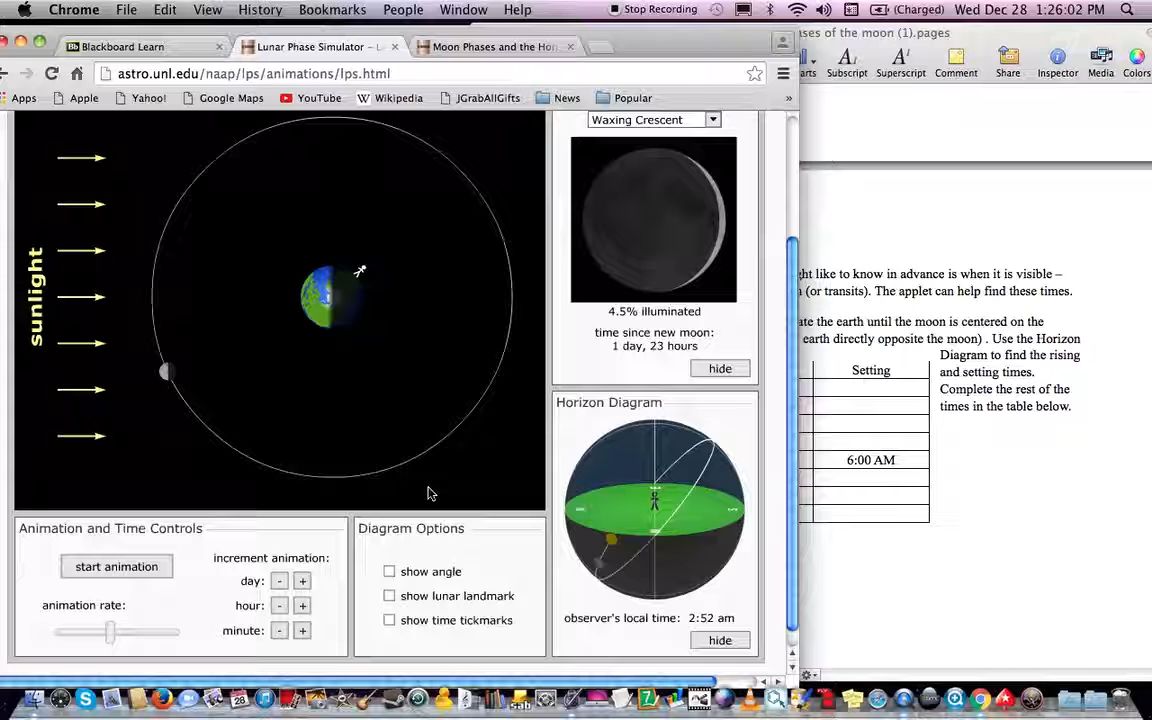 Chrome File Edit View History Bookmarks People Window Help Stop Recording (Charged) Wed Dec 28 1:26:02 PM
Blackboard Learn
Lunar Phase Simulator – L
Moon Phases and the Hor
ases of the moon (1).pages
astro.unl.edu/naap/lps/animations/lps.html
Apps Apple Yahoo! Google Maps YouTube Wikipedia JGrabAllGifts News Popular »
arts Subscript Superscript Comment Share Inspector Media Colors
sunlight
Waxing Crescent
4.5% illuminated
time since new moon:
1 day, 23 hours
hide
Horizon Diagram
observer's local time: 2:52 am
hide
Animation and Time Controls
start animation
animation rate:
increment animation:
day: - +
hour: - +
minute: - +
Diagram Options
show angle
show lunar landmark
show time tickmarks
ght like to know in advance is when it is visible –
(or transits). The applet can help find these times.
ate the earth until the moon is centered on the
earth directly opposite the moon) . Use the Horizon
Diagram to find the rising
and setting times.
Complete the rest of the
times in the table below.
Setting
6:00 AM